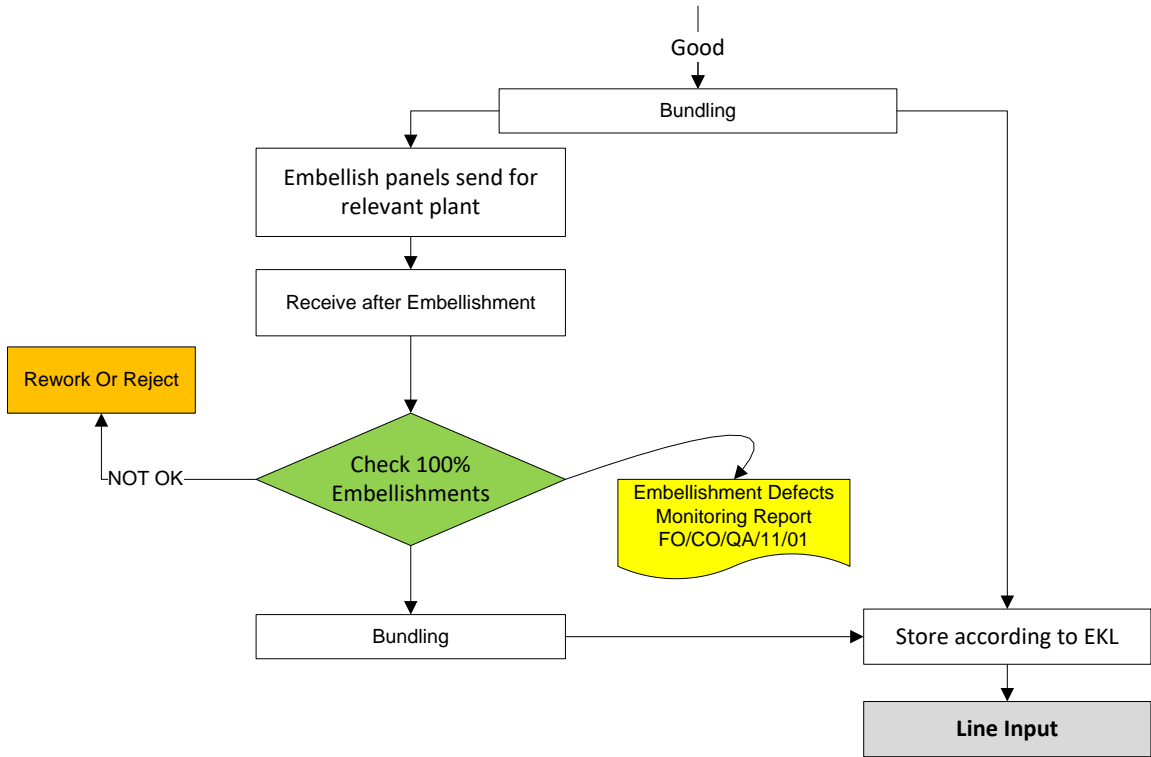 Good
Bundling
Embellish panels send for
relevant plant
Receive after Embellishment
Rework Or Reject
NOT OK
Check 100%
Embellishments
Embellishment Defects
Monitoring Report
FO/CO/QA/11/01
Bundling
Store according to EKL
Line Input